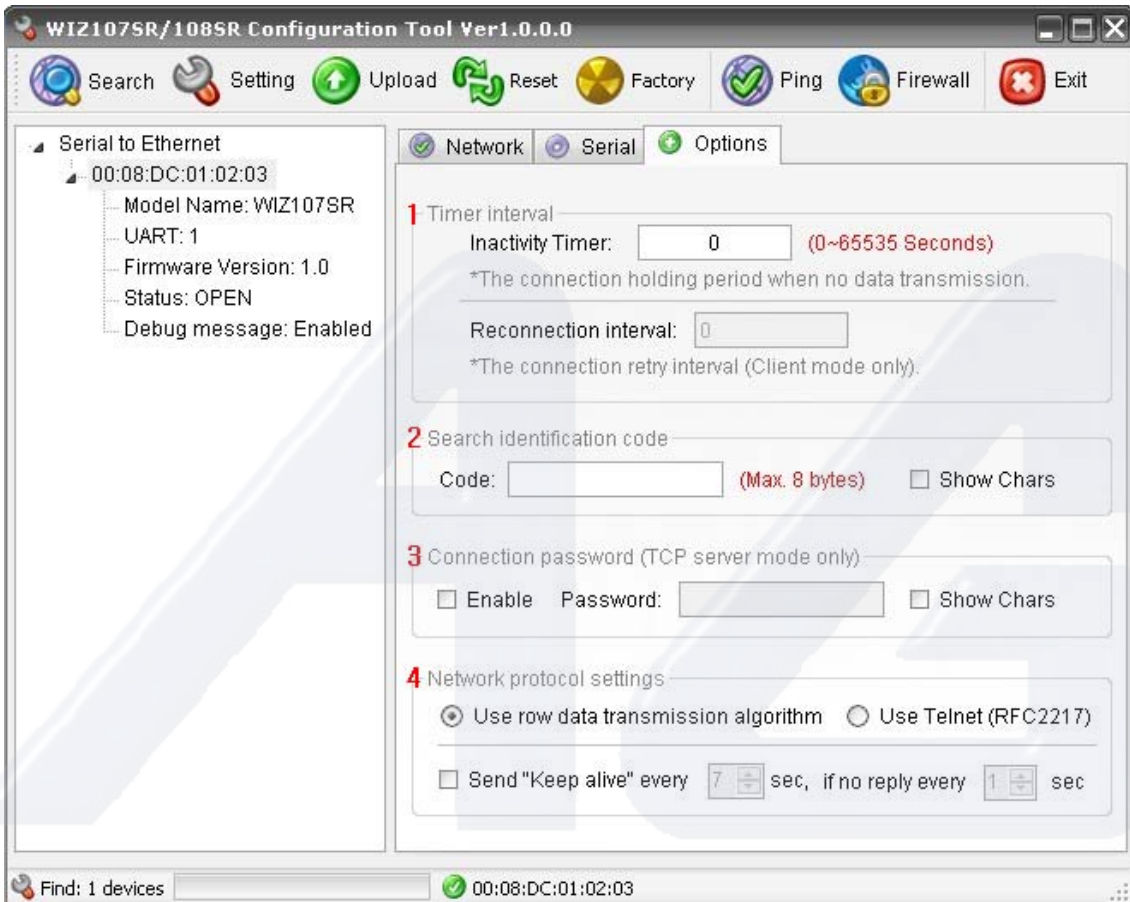 WIZ107SR/108SR Configuration Tool Ver1.0.0.0
Search Setting Upload Reset Factory Ping Firewall Exit
Serial to Ethernet
00:08:DC:01:02:03
Model Name: WIZ107SR
UART: 1
Firmware Version: 1.0
Status: OPEN
Debug message: Enabled
Network Serial Options
1 Timer interval
Inactivity Timer: 0 (0~65535 Seconds)
*The connection holding period when no data transmission.
Reconnection interval: 0
*The connection retry interval (Client mode only).
2 Search identification code
Code: (Max. 8 bytes) Show Chars
3 Connection password (TCP server mode only)
Enable Password: Show Chars
4 Network protocol settings
Use row data transmission algorithm Use Telnet (RFC2217)
Send "Keep alive" every 7 sec, if no reply every 1 sec
Find: 1 devices 00:08:DC:01:02:03